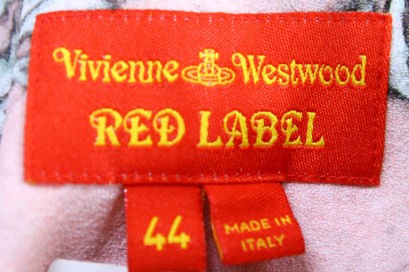 Vivienne Westwood
RED LABEL
44
MADE IN
ITALY